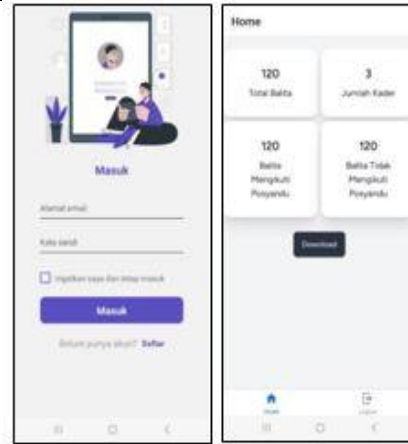 Masuk
Alamat email
Kata sandi
Ingatkan saya dan tetap masuk
Masuk
Belum punya akun? Daftar
Home
120
Total Balita
3
Jumlah Kader
120
Balita
Mengikuti
Posyandu
120
Balita Tidak
Mengikuti
Posyandu
Download
Home
Logout